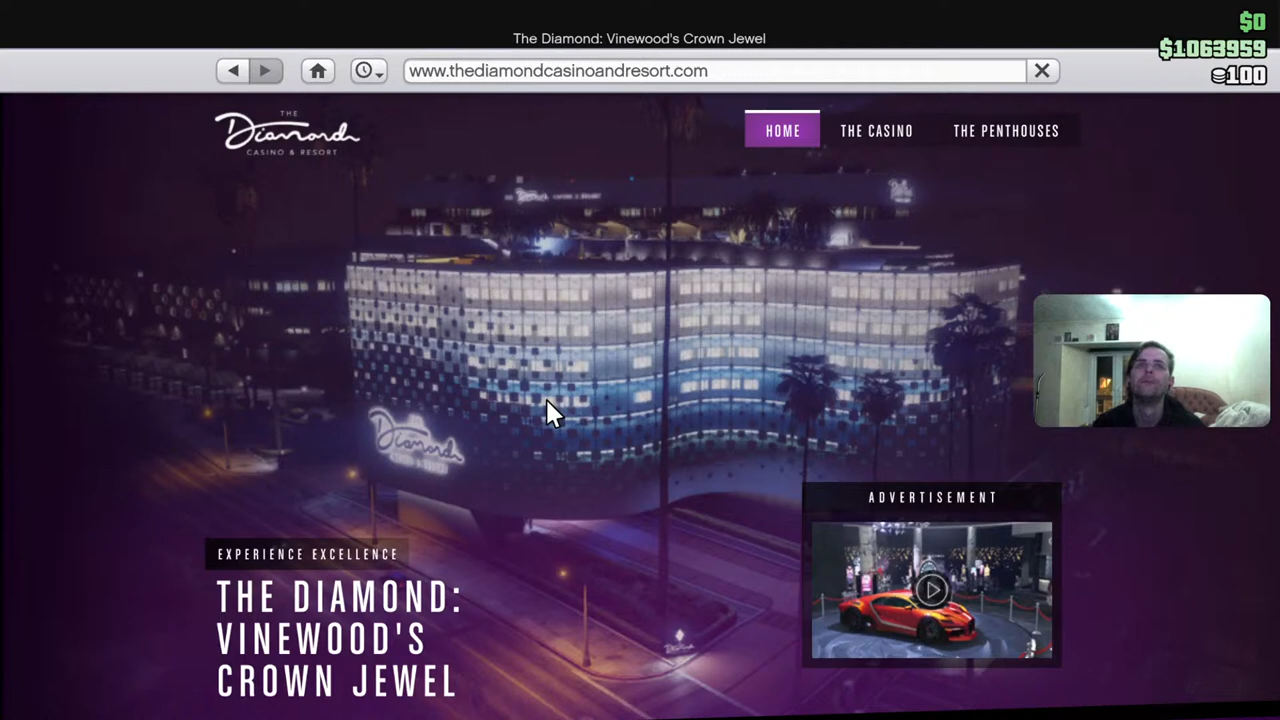 The Diamond: Vinewood's Crown Jewel
$0
$1063959
100
www.thediamondcasinoandresort.com
THE
Diamond
CASINO & RESORT
HOME
THE CASINO
THE PENTHOUSES
Diamond
ADVERTISEMENT
EXPERIENCE EXCELLENCE
THE DIAMOND:
VINEWOOD'S
CROWN JEWEL